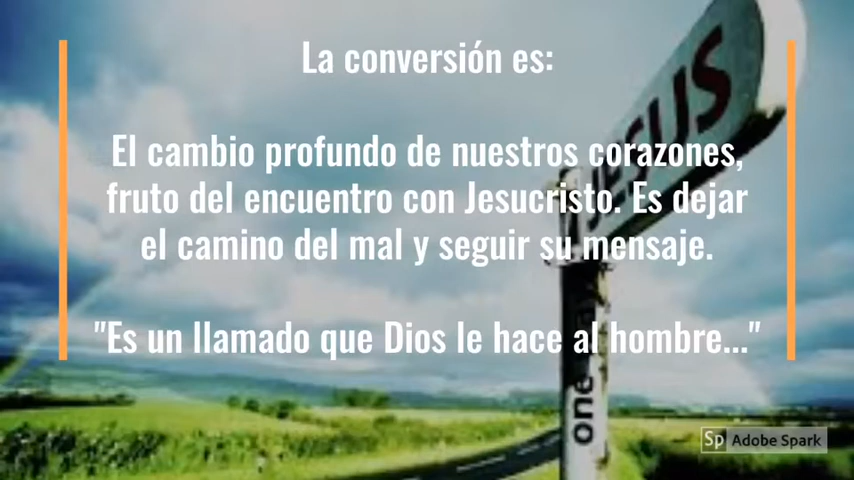 La conversión es:
El cambio profundo de nuestros corazones,
fruto del encuentro con Jesucristo. Es dejar
el camino del mal y seguir su mensaje.
"Es un llamado que Dios le hace al hombre..."
JESUS
one
Sp Adobe Spark